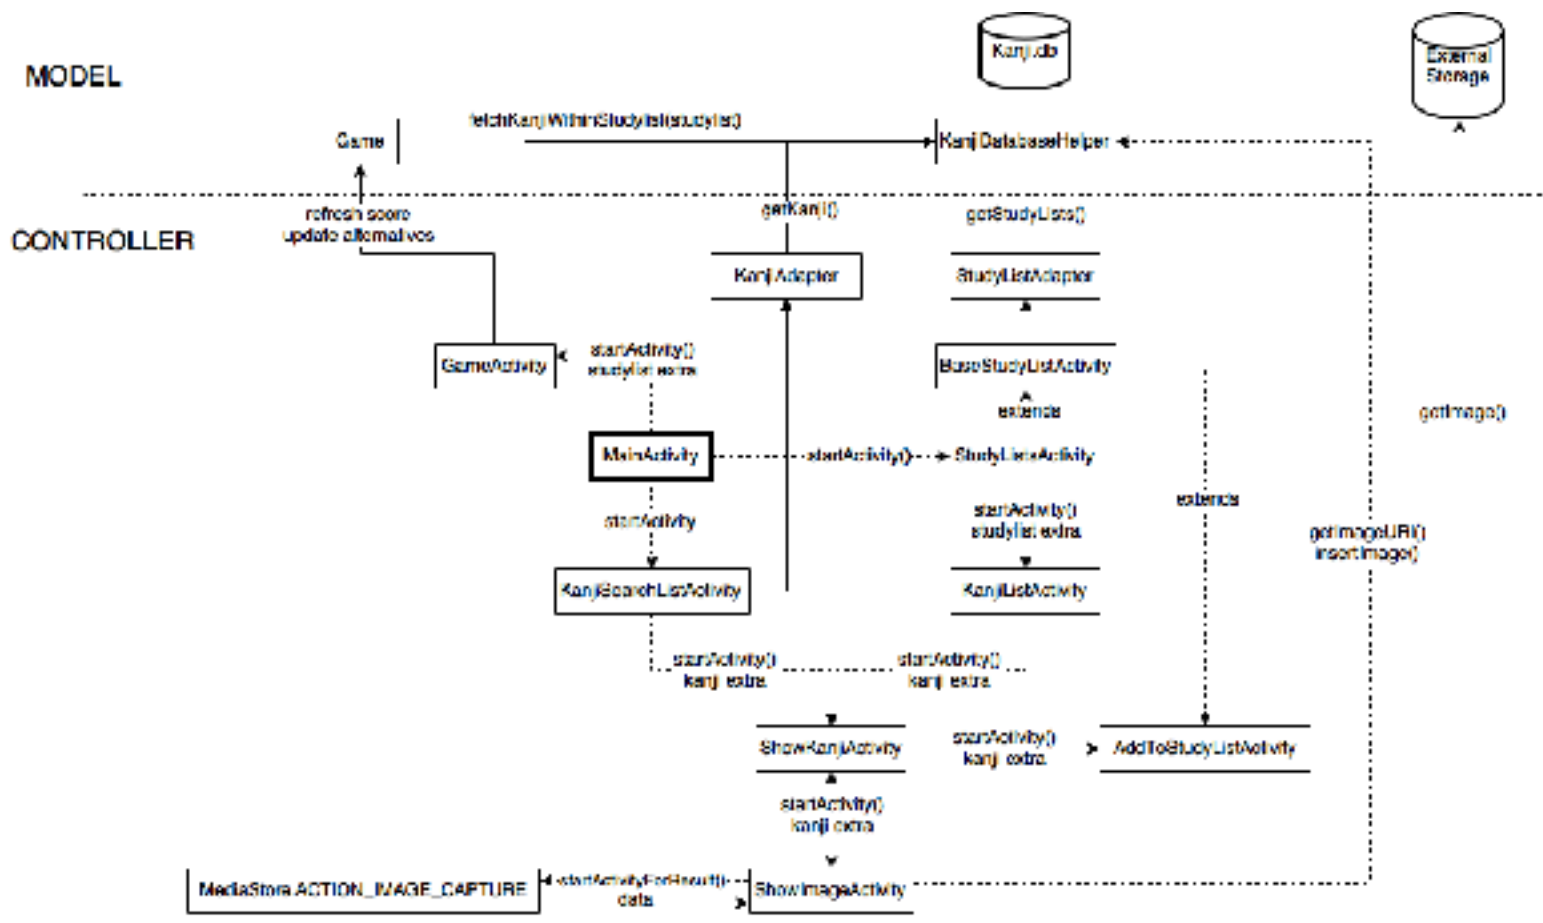 Kanji.db
External
Storage
MODEL
fetchKanjiWithinStudylist(studylist)
Game
KanjiDatabaseHelper
refresh score
update alternatives
getKanji()
getStudyLists()
CONTROLLER
KanjiAdapter
StudyListAdapter
startActivity()
studylist extra
GameActivity
BaseStudyListActivity
extends
getImage()
MainActivity
startActivity()
StudyListsActivity
startActivity
startActivity()
studylist extra
extends
getImageURI()
insertImage()
KanjiSearchListActivity
KanjiListActivity
startActivity()
kanji extra
startActivity()
kanji extra
ShowKanjiActivity
startActivity()
kanji extra
AddToStudyListActivity
startActivity()
kanji extra
MediaStore.ACTION_IMAGE_CAPTURE
startActivityForResult()
data
ShowImageActivity